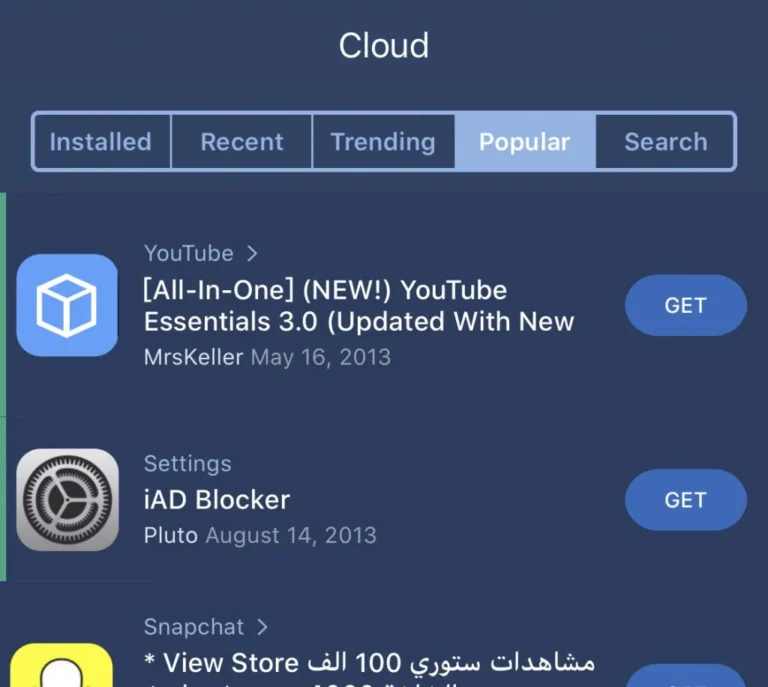 Cloud
Installed
Recent
Trending
Popular
Search
YouTube
[All-In-One] (NEW!) YouTube
Essentials 3.0 (Updated With New
MrsKeller May 16, 2013
GET
Settings
iAD Blocker
Pluto August 14, 2013
GET
Snapchat
* View Store مشاهدات ستوري 100 الف